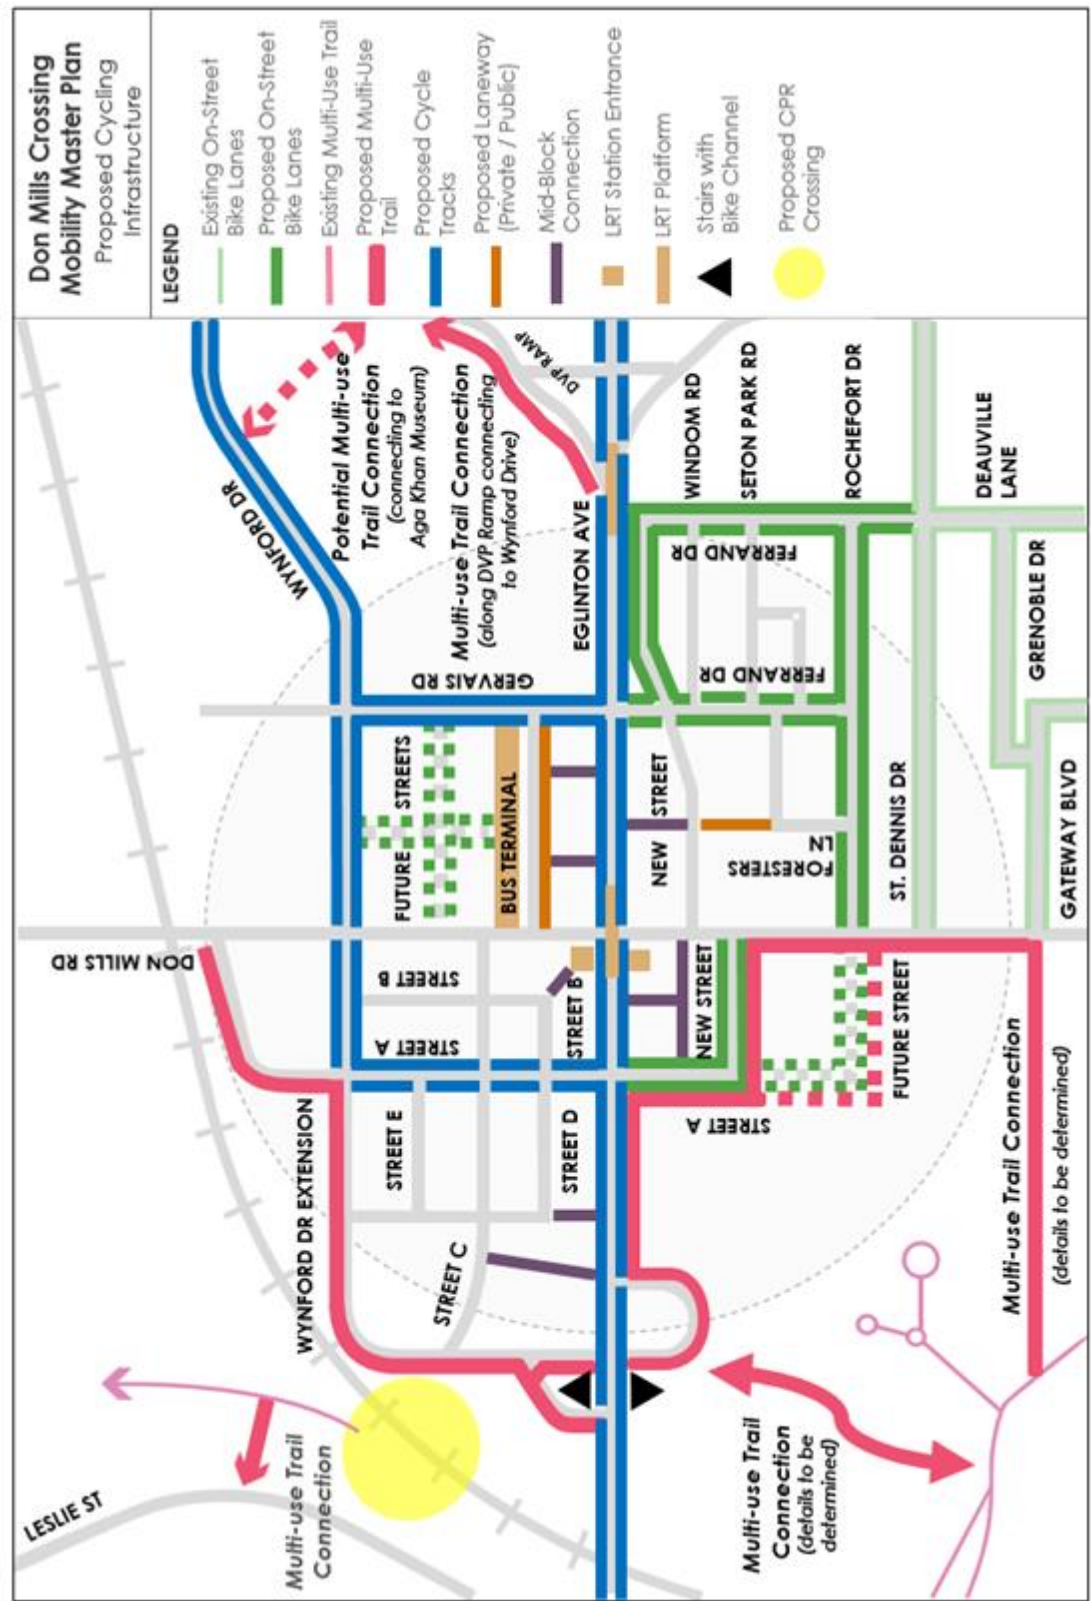 Don Mills Crossing
Mobility Master Plan
Proposed Cycling
Infrastructure
LEGEND
Existing On-Street
Bike Lanes
Proposed On-Street
Bike Lanes
Existing Multi-Use Trail
Proposed Multi-Use
Trail
Proposed Cycle
Tracks
Proposed Laneway
(Private / Public)
Mid-Block
Connection
LRT Station Entrance
LRT Platform
Stairs with
Bike Channel
Proposed CPR
Crossing
LESLIE ST
Multi-use Trail
Connection
WYNFORD DR EXTENSION
DON MILLS RD
WYNFORD DR
Potential Multi-use
Trail Connection
(connecting to
Aga Khan Museum)
Multi-use Trail Connection
(along DVP Ramp connecting
to Wynford Drive)
DVP RAMP
STREET C
STREET E
STREET D
STREET A
STREET B
STREET B
FUTURE STREETS
BUS TERMINAL
GERVAIS RD
EGLINTON AVE
STREET A
NEW STREET
NEW STREET
FORESTERS
LN
FERRAND DR
FERRAND DR
WINDOM RD
SETON PARK RD
ROCHEFORT DR
FUTURE STREET
ST. DENNIS DR
DEAUVILLE
LANE
GRENOBLE DR
GATEWAY BLVD
Multi-use Trail
Connection
(details to be
determined)
Multi-use Trail Connection
(details to be determined)